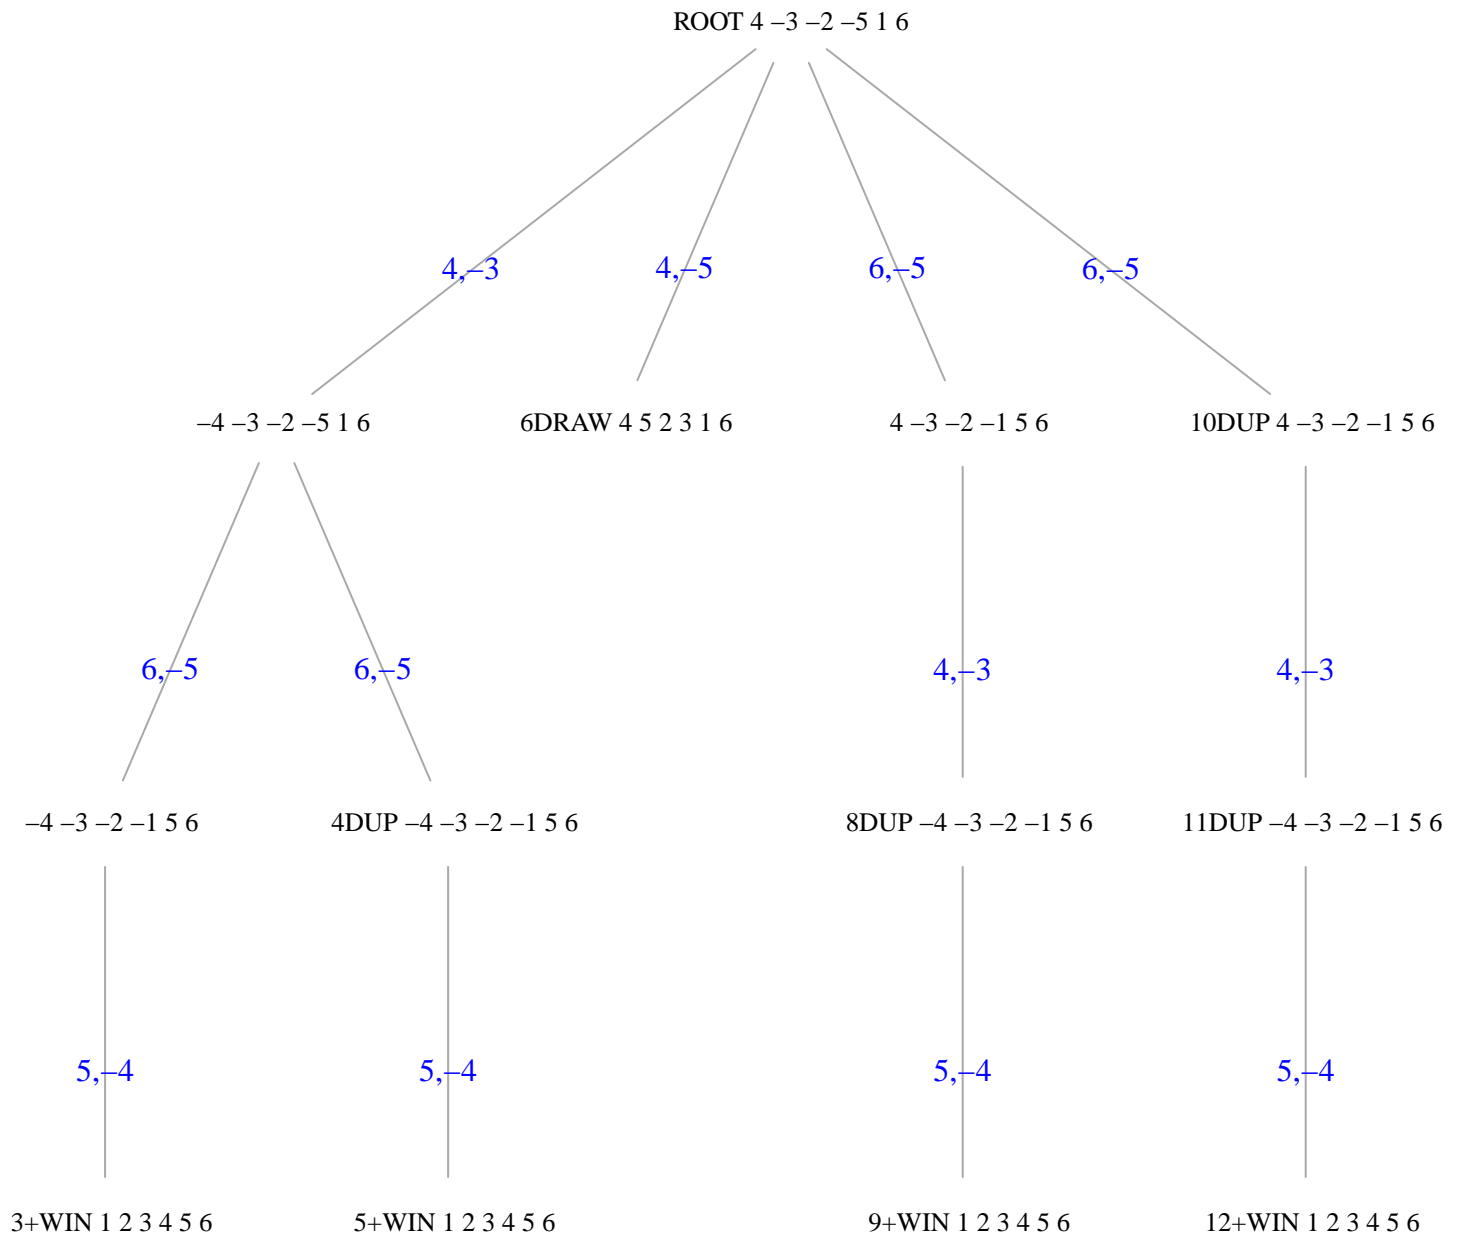 ROOT 4 –3 –2 –5 1 6
4,–3
4,–5
6,–5
6,–5
–4 –3 –2 –5 1 6
6DRAW 4 5 2 3 1 6
4 –3 –2 –1 5 6
10DUP 4 –3 –2 –1 5 6
6,–5
6,–5
4,–3
4,–3
–4 –3 –2 –1 5 6
4DUP –4 –3 –2 –1 5 6
8DUP –4 –3 –2 –1 5 6
11DUP –4 –3 –2 –1 5 6
5,–4
5,–4
5,–4
5,–4
3+WIN 1 2 3 4 5 6
5+WIN 1 2 3 4 5 6
9+WIN 1 2 3 4 5 6
12+WIN 1 2 3 4 5 6